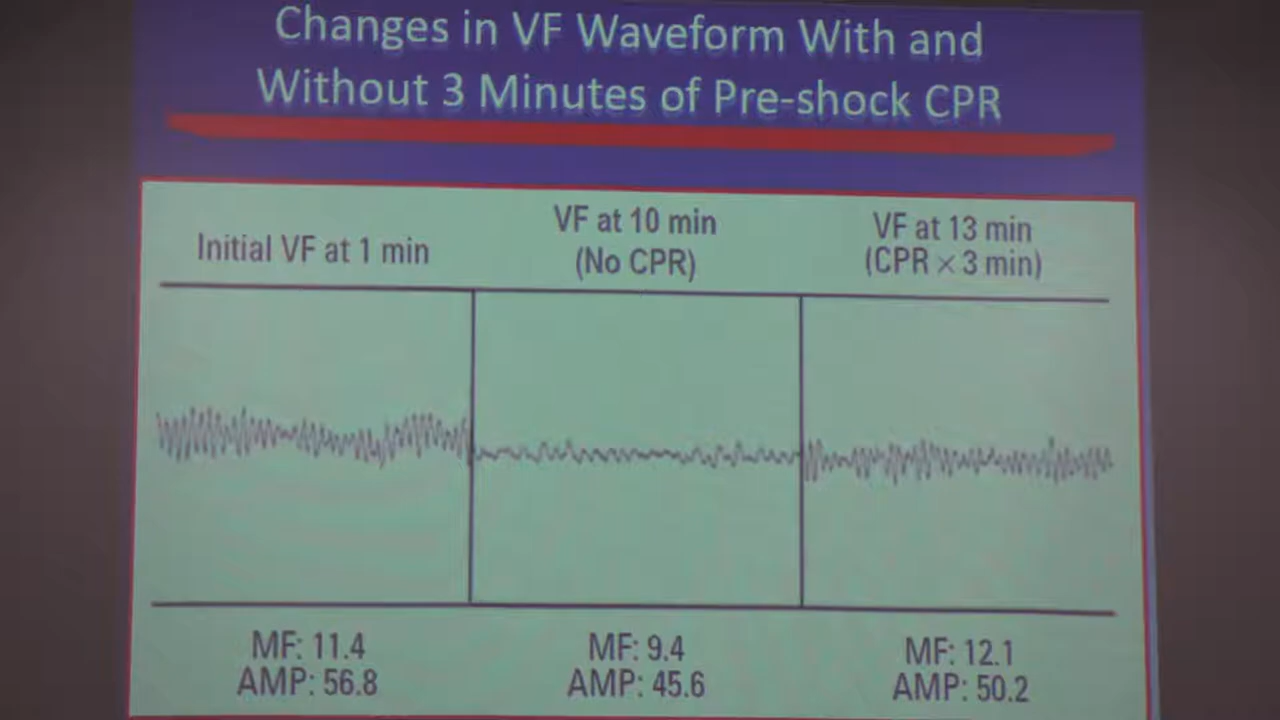 Changes in VF Waveform With and
Without 3 Minutes of Pre-shock CPR
Initial VF at 1 min
VF at 10 min
(No CPR)
VF at 13 min
(CPR × 3 min)
MF: 11.4
AMP: 56.8
MF: 9.4
AMP: 45.6
MF: 12.1
AMP: 50.2